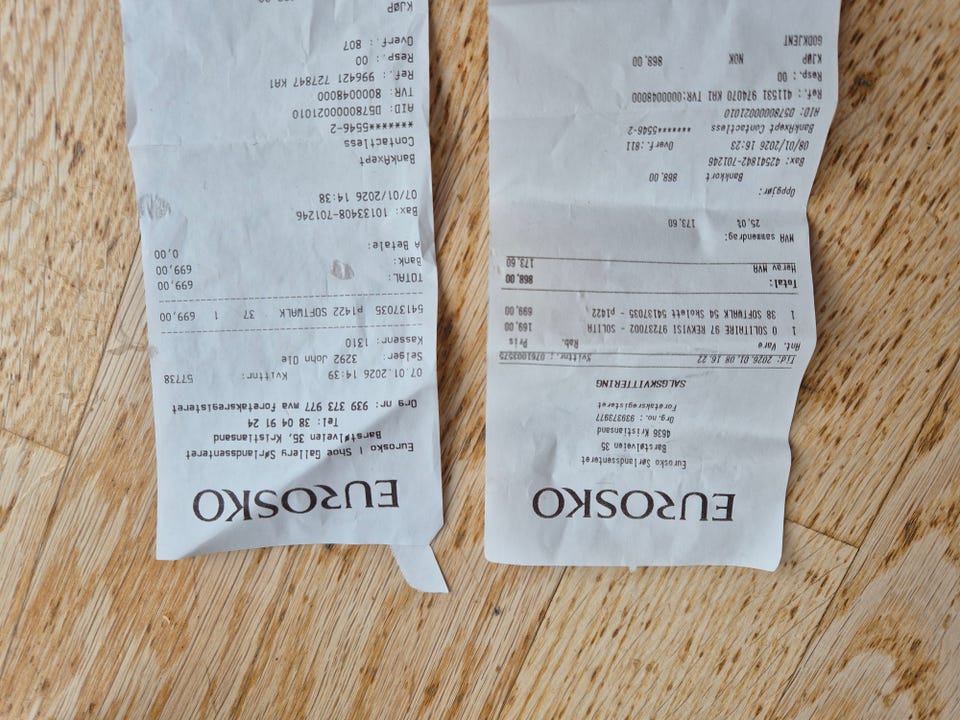 EUROSKO
Eurosko | Shoe Gallery Sørlandssenteret
Barstølveien 35, Kristiansand
Tel: 38 04 91 24
Org nr: 939 373 977 mva Foretaksregisteret
07.01.2026 14:39 Kvittnr: 57738
Selger: 3292 John Ole
Kassenr: 1310
54137035 p1422 SOFTWALK 37 1 699,00
TOTAL: 699,00
Bank: 699,00
A Betale: 0,00
Bax: 10133408-701246
07/01/2026 14:38
BankAxept
Contactless
********5546-2
AID: D5780000021010
TVR: 8000048000
Ref.: 996421 727847 KA1
Resp.: 00
Overf.: 807
KJØP
EUROSKO
Eurosko Sørlandssenteret
Barstølveien 35
4636 Kristiansand
Org.no.: 939373977
Foretaksregisteret
SALGSKVITTERING
Tid: 2026.01.08 16.22 Kvittnr.: 0761003575
Ant. Vare Rab. Pris
1 0 SOLITAIRE 97 REKVIST 97237002 - SOLITA 169,00
1 38 SOFTWALK 54 Skolett 54137035 - p1422 699,00
Total: 868,00
Herav MVA 173,60
MVA sammendrag:
25,0% 173,60
Oppgjør:
Bankkort 868,00
Bax: 42541842-701246
08/01/2026 16:23 Overf.:811
BankAxept Contactless ********5546-2
AID: D5780000021010
Ref.: 411531 974070 KA1 TVR:0000048000
Resp.: 00
KJØP NOK 868,00
GODKJENT